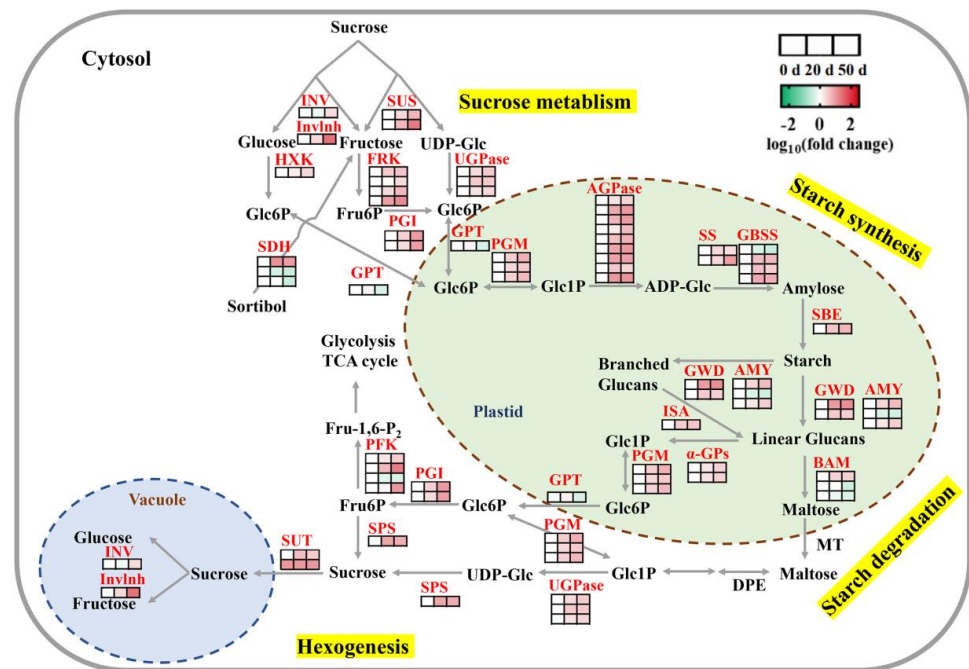 Sucrose
Cytosol
0 d 20 d 50 d
-2 0 2
log10(fold change)
INV
SUS
Sucrose metablism
InvInh
Glucose
Fructose
UDP-Glc
HXK
FRK
UGPase
AGPase
Starch synthesis
Glc6P
Fru6P
Glc6P
PGI
GPT
PGM
SS
GBSS
SDH
GPT
Glc6P
Glc1P
ADP-Glc
Amylose
Sortibol
SBE
Glycolysis
TCA cycle
Branched
Glucans
Starch
GWD
AMY
GWD
AMY
Plastid
ISA
Fru-1,6-P2
Glc1P
Linear Glucans
PFK
PGI
PGM
α-GPs
BAM
GPT
Vacuole
Fru6P
Glc6P
Glc6P
Maltose
Glucose
INV
SUT
SPS
PGM
MT
Starch degradation
InvInh
Sucrose
Sucrose
UDP-Glc
Glc1P
DPE
Maltose
Fructose
SPS
UGPase
Hexogenesis